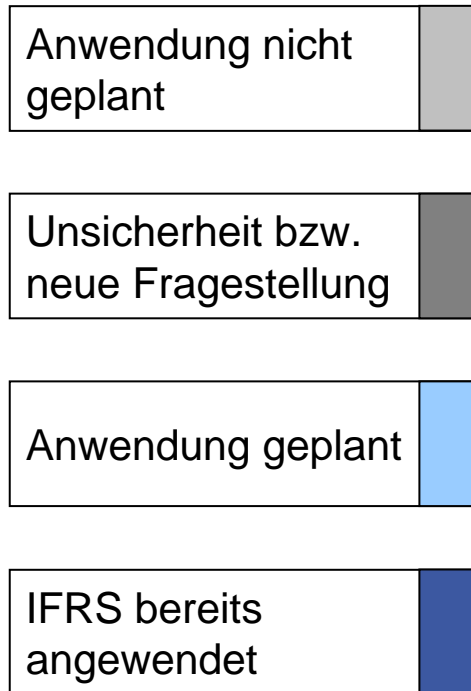 Anwendung nicht
geplant
Unsicherheit bzw.
neue Fragestellung
Anwendung geplant
IFRS bereits
angewendet